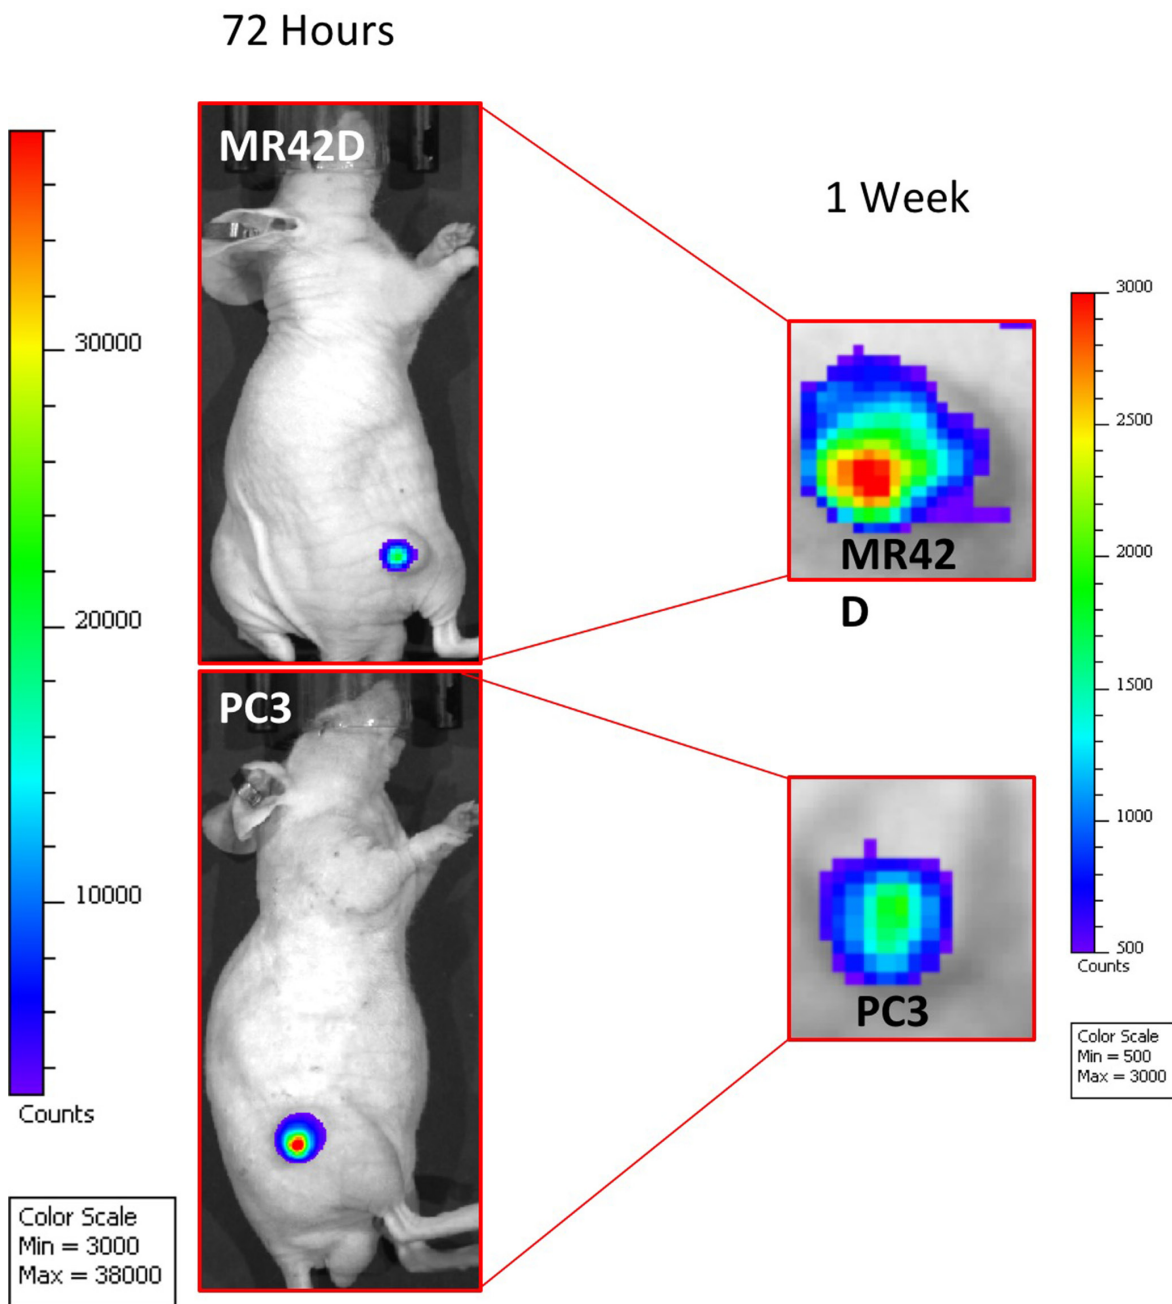 72 Hours
MR42D
1 Week
30000
20000
10000
Counts
Color Scale
Min = 3000
Max = 38000
PC3
MR42
D
PC3
3000
2500
2000
1500
1000
500
Counts
Color Scale
Min = 500
Max = 3000